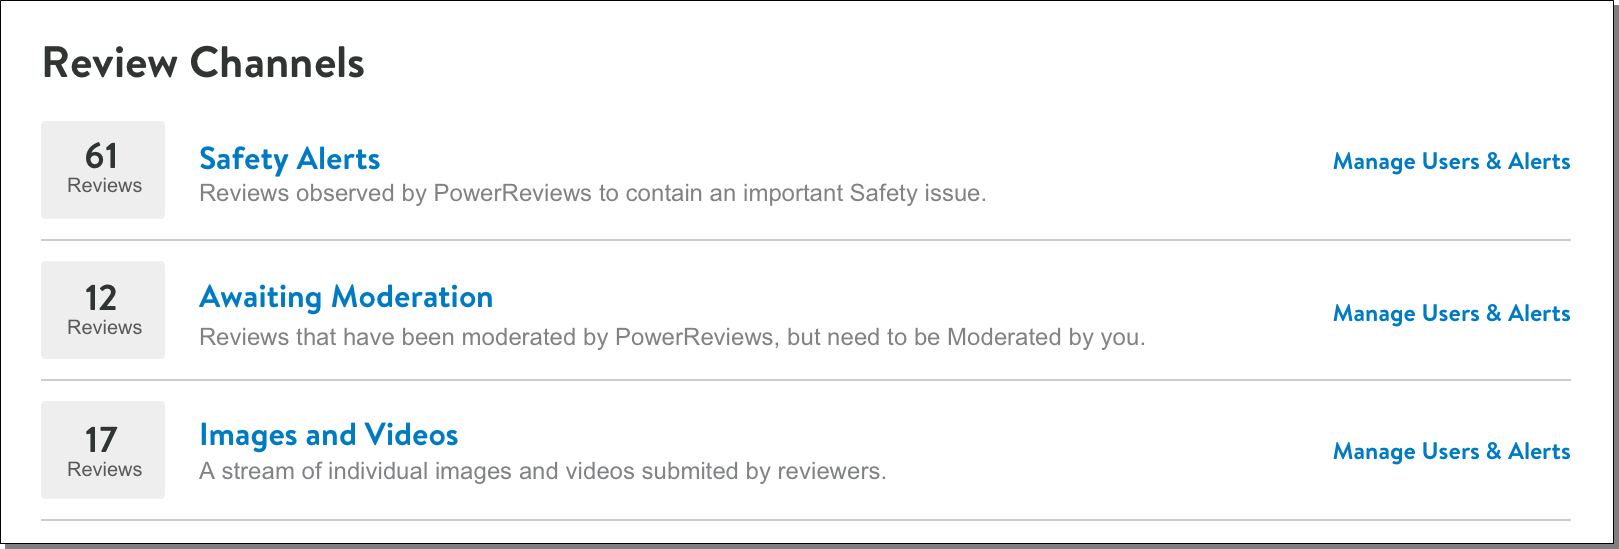 Review Channels
61
Reviews
Safety Alerts
Reviews observed by PowerReviews to contain an important Safety issue.
Manage Users & Alerts
12
Reviews
Awaiting Moderation
Reviews that have been moderated by PowerReviews, but need to be Moderated by you.
Manage Users & Alerts
17
Reviews
Images and Videos
A stream of individual images and videos submited by reviewers.
Manage Users & Alerts